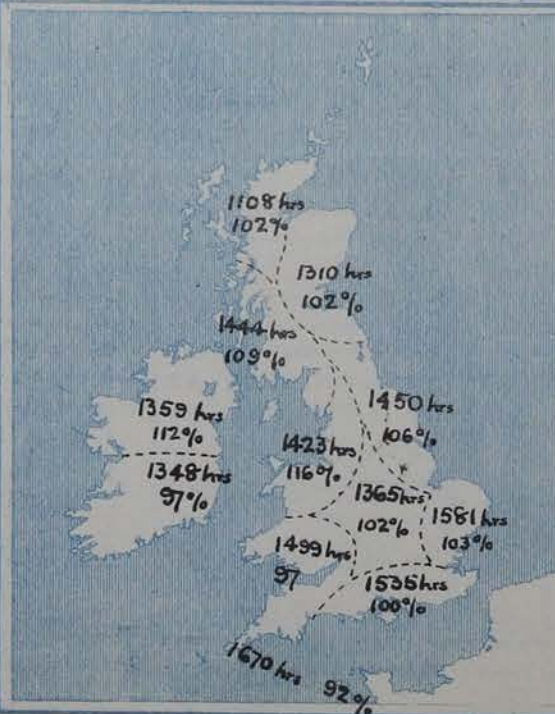 1108 hrs
102%
1310 hrs
102%
1444 hrs
109%
1359 hrs
112%
1450 hrs
106%
1423 hrs
116%
1348 hrs
97%
1365 hrs
102%
1581 hrs
103%
1499 hrs
97
1535 hrs
100%
1670 hrs 92%